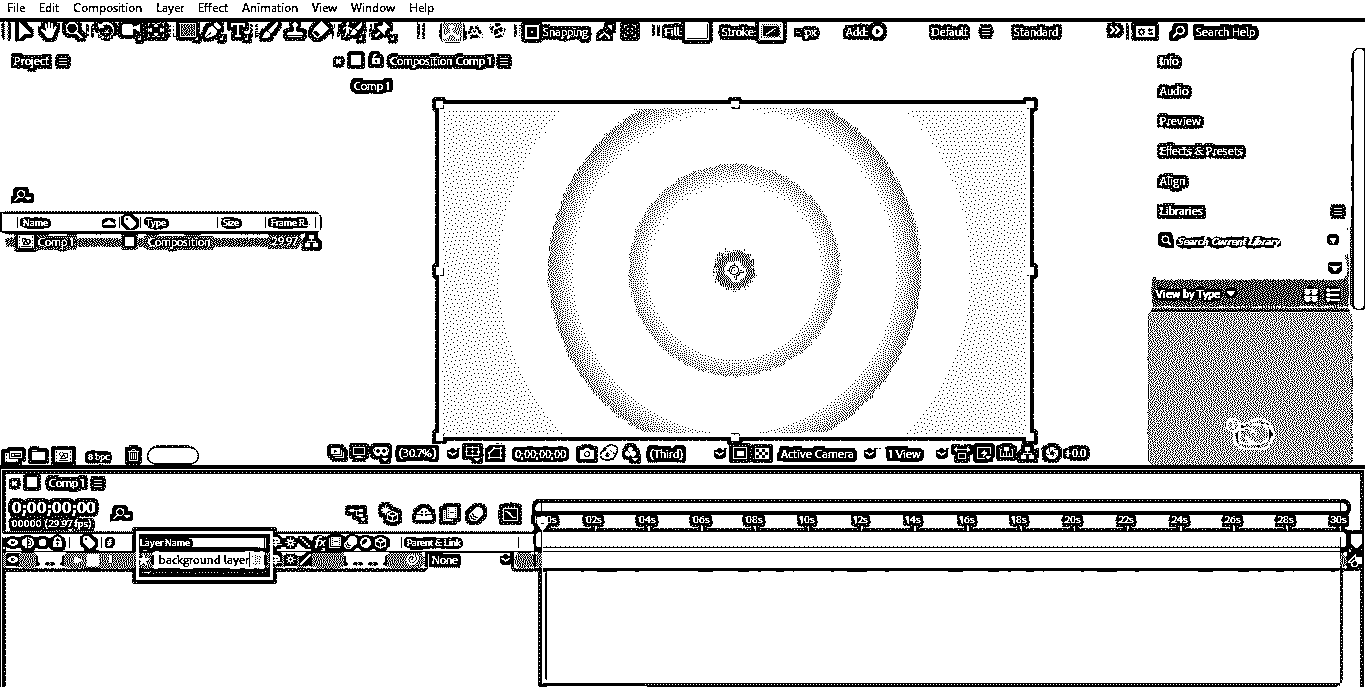 File Edit Composition Layer Effect Animation View Window Help
Snapping Fill Stroke px Add: Default Standard Search Help
Project Composition Comp 1 Info
Comp 1
Audio
Preview
Effects & Presets
Align
Libraries
Name Type Size Frame R..
Comp 1 Composition 29.97
Search Current Library
View by Type
8 bpc (30.7%) 0;00;00;00 (Third) Active Camera 1 View +0.0
Comp 1
0;00;00;00
00000 (29.97 fps)
0s 02s 04s 06s 08s 10s 12s 14s 16s 18s 20s 22s 24s 26s 28s 30s
# Layer Name fx Parent & Link
background layer None